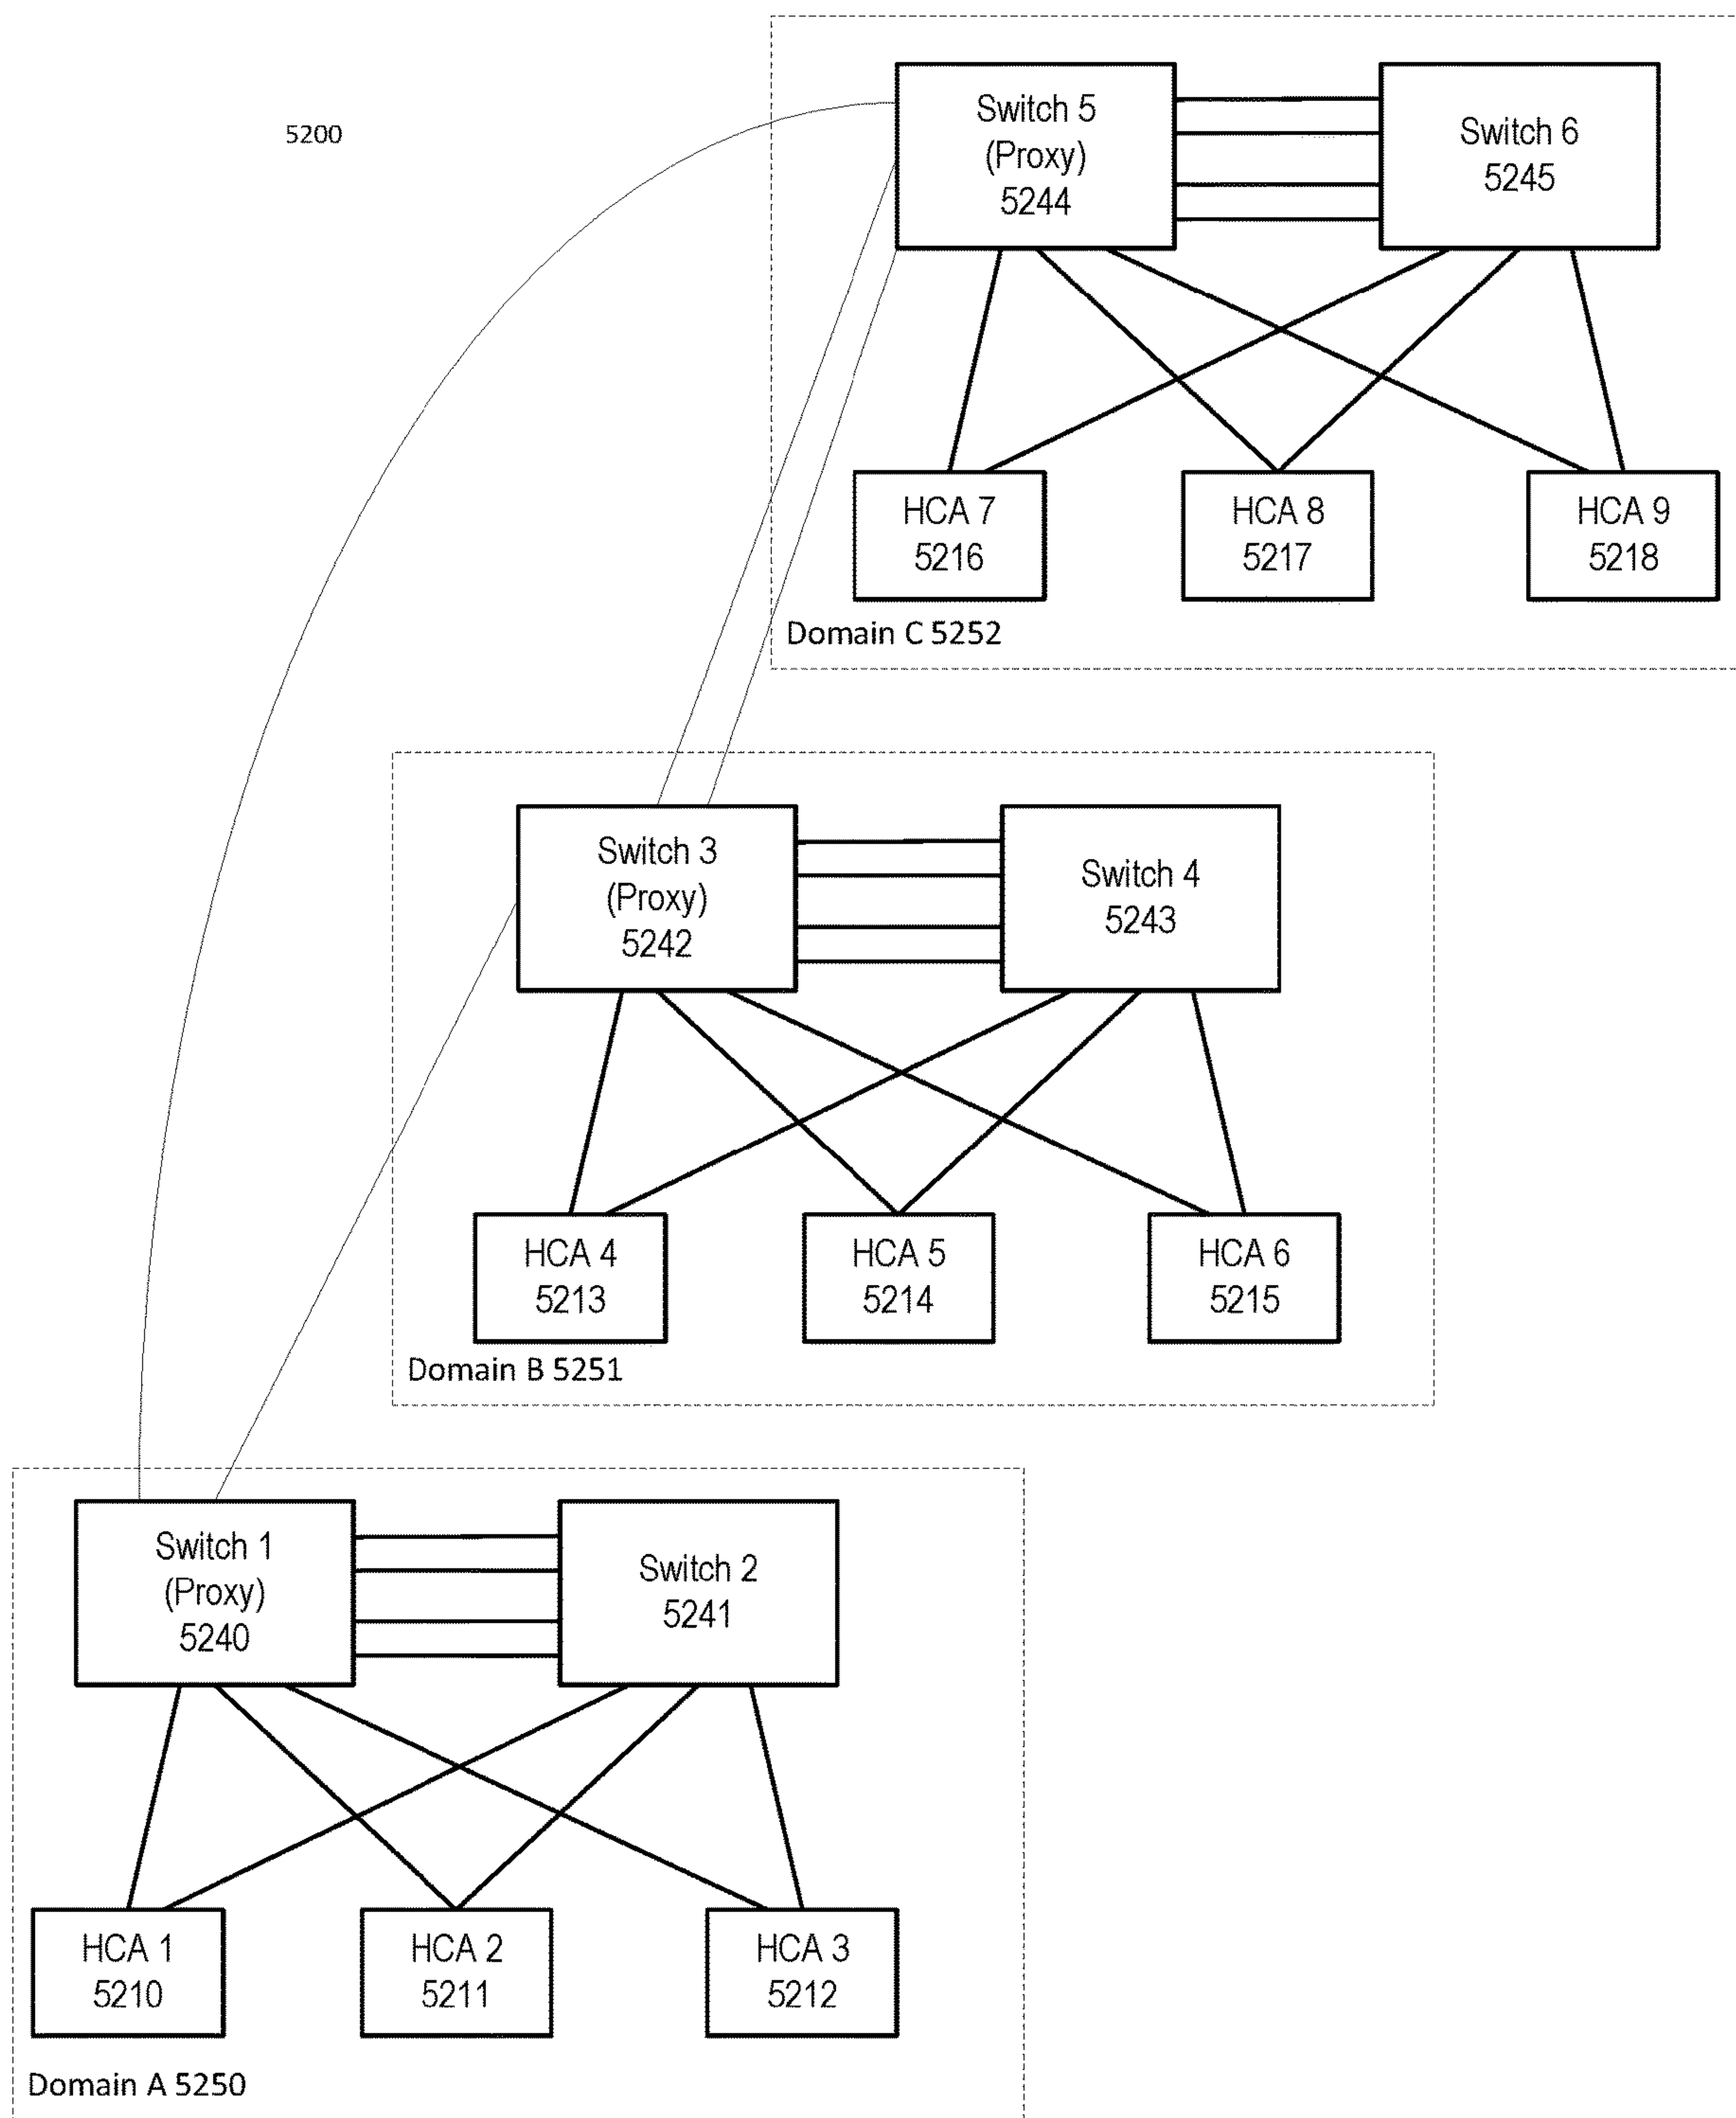 5200
Switch 5
(Proxy)
5244
Switch 6
5245
HCA 7
5216
HCA 8
5217
HCA 9
5218
Domain C 5252
Switch 3
(Proxy)
5242
Switch 4
5243
HCA 4
5213
HCA 5
5214
HCA 6
5215
Domain B 5251
Switch 1
(Proxy)
5240
Switch 2
5241
HCA 1
5210
HCA 2
5211
HCA 3
5212
Domain A 5250